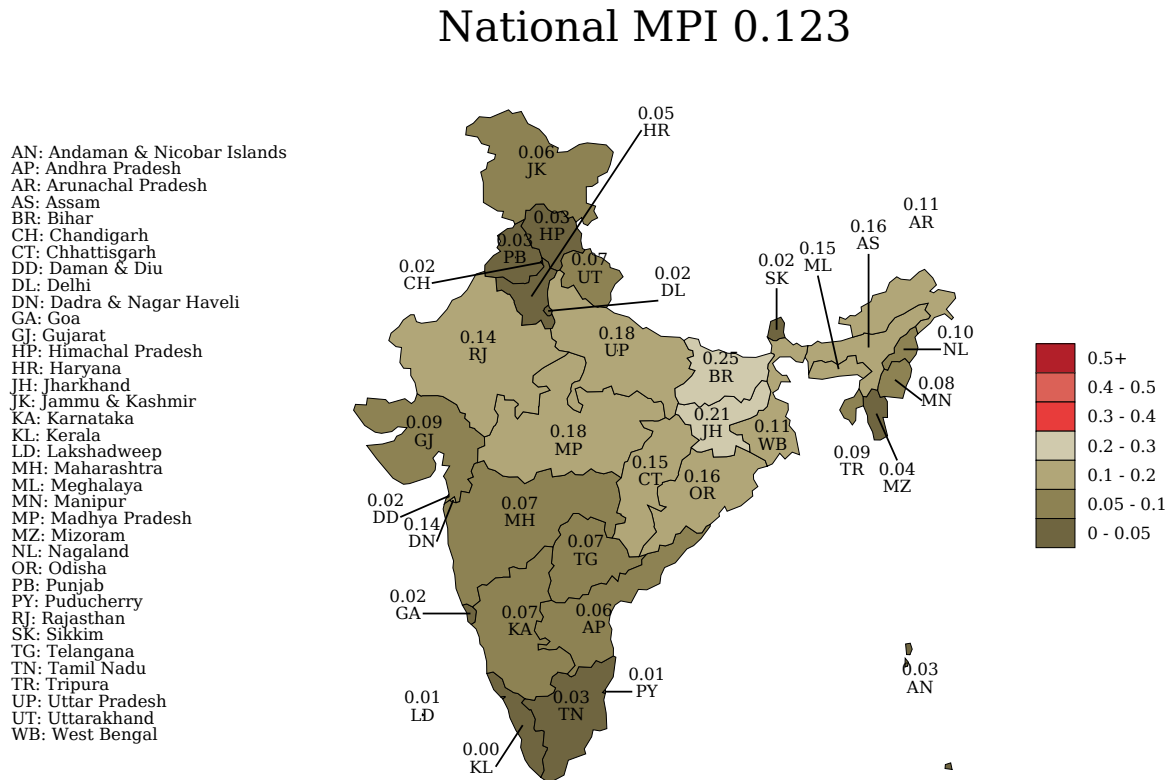 National MPI 0.123
AN: Andaman & Nicobar Islands
AP: Andhra Pradesh
AR: Arunachal Pradesh
AS: Assam
BR: Bihar
CH: Chandigarh
CT: Chhattisgarh
DD: Daman & Diu
DL: Delhi
DN: Dadra & Nagar Haveli
GA: Goa
GJ: Gujarat
HP: Himachal Pradesh
HR: Haryana
JH: Jharkhand
JK: Jammu & Kashmir
KA: Karnataka
KL: Kerala
LD: Lakshadweep
MH: Maharashtra
ML: Meghalaya
MN: Manipur
MP: Madhya Pradesh
MZ: Mizoram
NL: Nagaland
OR: Odisha
PB: Punjab
PY: Puducherry
RJ: Rajasthan
SK: Sikkim
TG: Telangana
TN: Tamil Nadu
TR: Tripura
UP: Uttar Pradesh
UT: Uttarakhand
WB: West Bengal
0.05
HR
0.06
JK
0.03
HP
0.03
PB
0.02
CH
0.07
UT
0.02
DL
0.11
AR
0.16
AS
0.15
ML
0.02
SK
0.14
RJ
0.18
UP
0.25
BR
0.10
NL
0.08
MN
0.21
JH
0.11
WB
0.09
GJ
0.18
MP
0.15
CT
0.16
OR
0.09
TR
0.04
MZ
0.02
DD
0.14
DN
0.07
MH
0.07
TG
0.02
GA
0.07
KA
0.06
AP
0.01
PY
0.03
AN
0.01
LD
0.03
TN
0.00
KL
0.5+
0.4 - 0.5
0.3 - 0.4
0.2 - 0.3
0.1 - 0.2
0.05 - 0.1
0 - 0.05